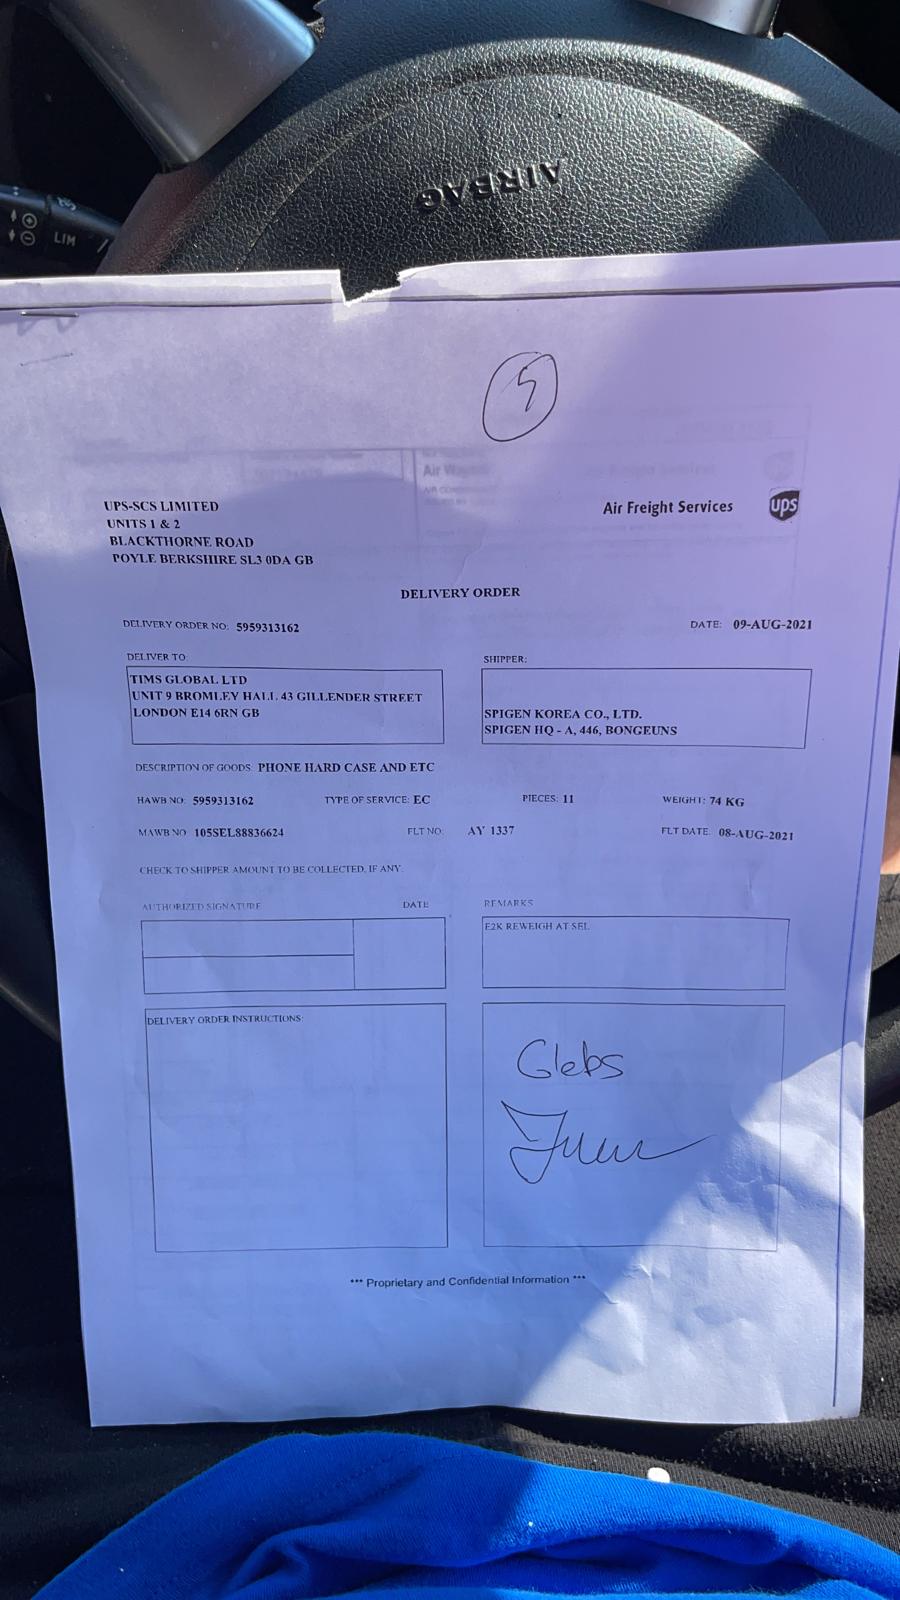 AIRBAG
LIM
5
UPS-SCS LIMITED
UNITS 1 & 2
BLACKTHORNE ROAD
POYLE BERKSHIRE SL3 0DA GB
Air Freight Services
ups
DELIVERY ORDER
DELIVERY ORDER NO: 5959313162
DATE: 09-AUG-2021
DELIVER TO:
TIMS GLOBAL LTD
UNIT 9 BROMLEY HALL 43 GILLENDER STREET
LONDON E14 6RN GB
SHIPPER:
SPIGEN KOREA CO., LTD.
SPIGEN HQ - A, 446, BONGEUNS
DESCRIPTION OF GOODS: PHONE HARD CASE AND ETC
HAWB NO: 5959313162 TYPE OF SERVICE: EC PIECES: 11 WEIGHT: 74 KG
MAWB NO 105SEL88836624 FLT NO: AY 1337 FLT DATE: 08-AUG-2021
CHECK TO SHIPPER AMOUNT TO BE COLLECTED, IF ANY:
AUTHORIZED SIGNATURE DATE
REMARKS
E2K REWEIGH AT SEL
DELIVERY ORDER INSTRUCTIONS:
Glebs
*** Proprietary and Confidential Information ***